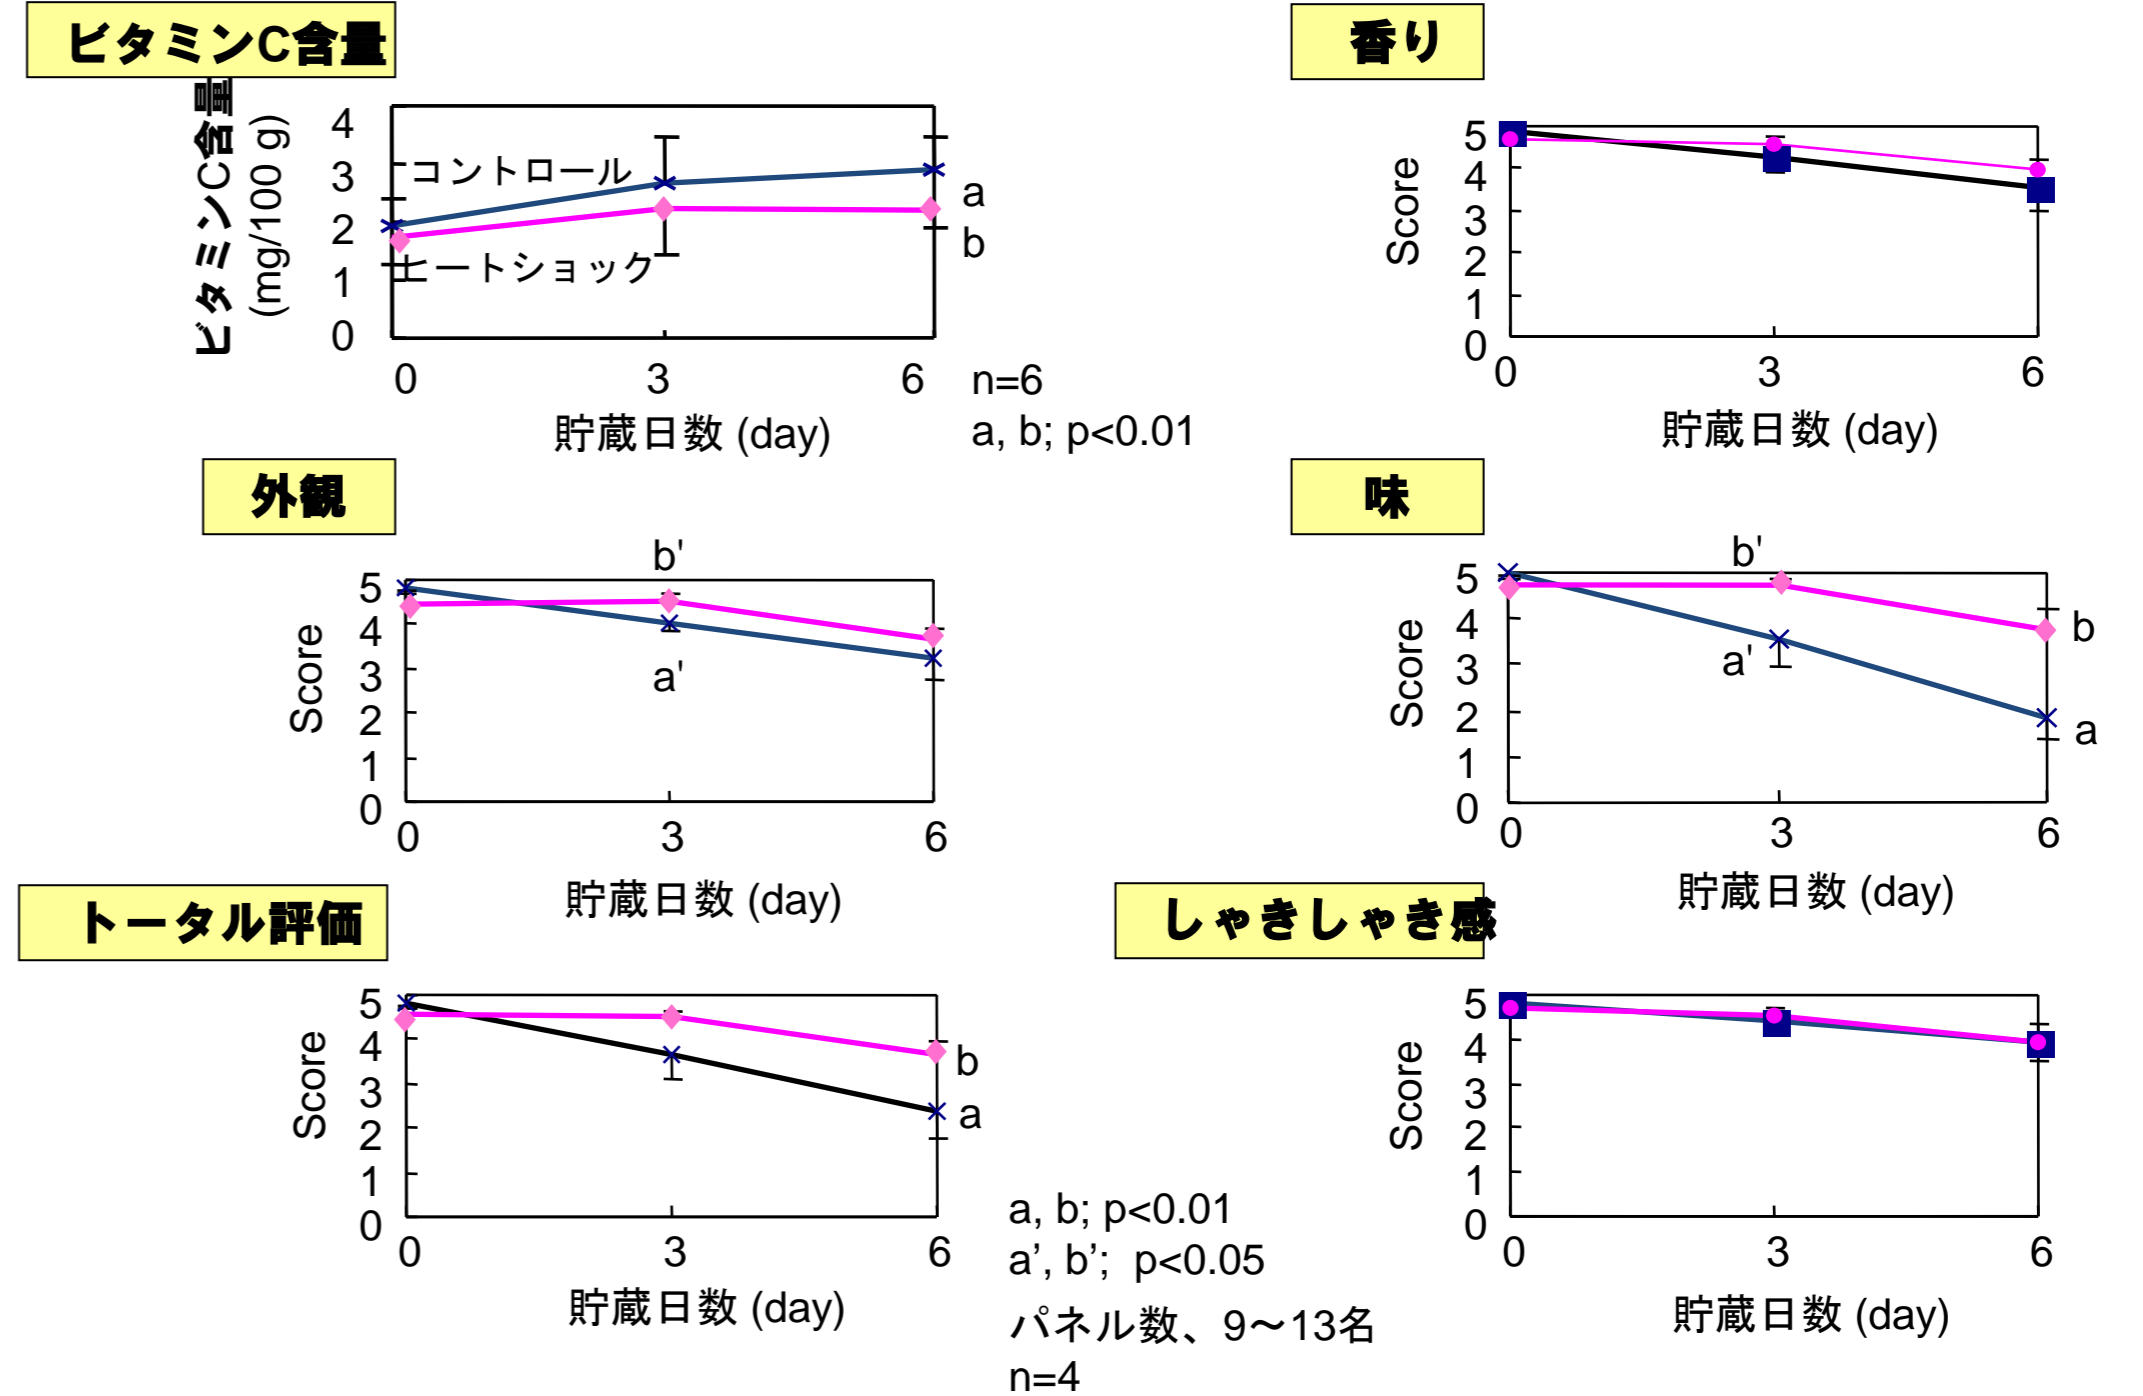 ビタミンC含量
ビタミンC含量
(mg/100 g)
4
3
2
1
0
コントロール
ヒートショック
a
b
0 3 6
貯蔵日数 (day)
n=6
a, b; p<0.01
香り
Score
5
4
3
2
1
0
0 3 6
貯蔵日数 (day)
外観
Score
5
4
3
2
1
0
b'
a'
0 3 6
貯蔵日数 (day)
味
Score
5
4
3
2
1
0
b'
a'
b
a
0 3 6
貯蔵日数 (day)
トータル評価
Score
5
4
3
2
1
0
b
a
0 3 6
貯蔵日数 (day)
a, b; p<0.01
a’, b’; p<0.05
パネル数、9～13名
n=4
しゃきしゃき感
Score
5
4
3
2
1
0
0 3 6
貯蔵日数 (day)